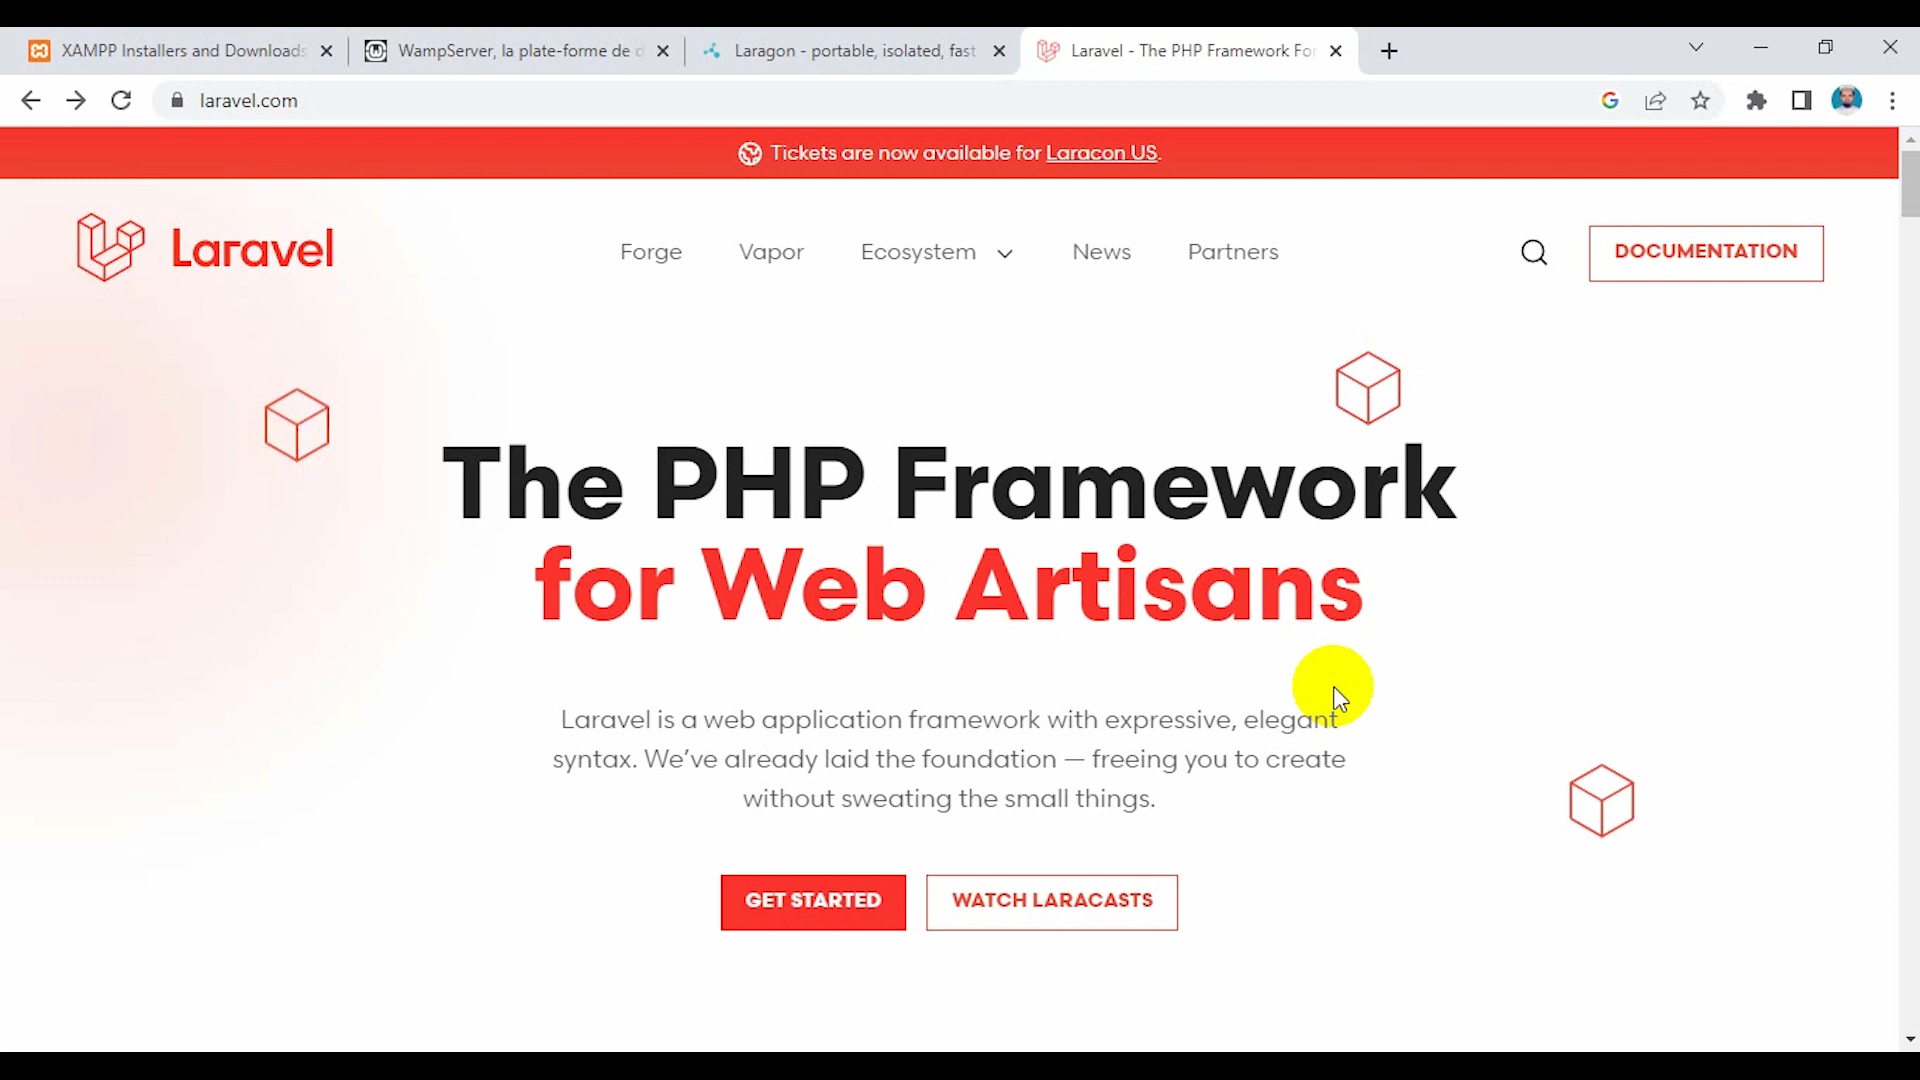 XAMPP Installers and Downloads
WampServer, la plate-forme de d
Laragon - portable, isolated, fast
Laravel - The PHP Framework For
laravel.com
Tickets are now available for Laracon US.
Laravel
Forge
Vapor
Ecosystem
News
Partners
DOCUMENTATION
The PHP Framework
for Web Artisans
Laravel is a web application framework with expressive, elegant
syntax. We’ve already laid the foundation — freeing you to create
without sweating the small things.
GET STARTED
WATCH LARACASTS